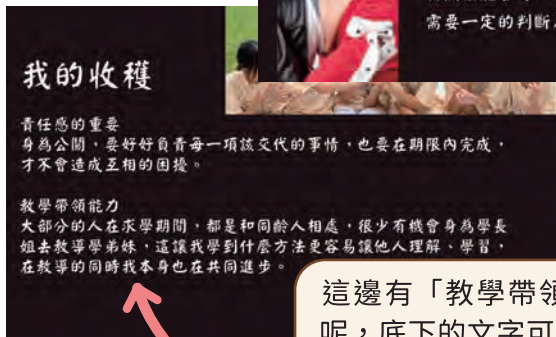 需要一定的判斷
我的收穫
責任感的重要
身為公關，要好好負責每一項該交代的事情，也要在期限內完成，
才不會造成互相的困擾。
教學帶領能力
大部分的人在求學期間，都是和同齡人相處，很少有機會身為學長
姐去教導學弟妹，這讓我學到什麼方法更容易讓他人理解、學習，
在教導的同時我本身也在共同進步。
這邊有「教學帶領
呢，底下的文字可